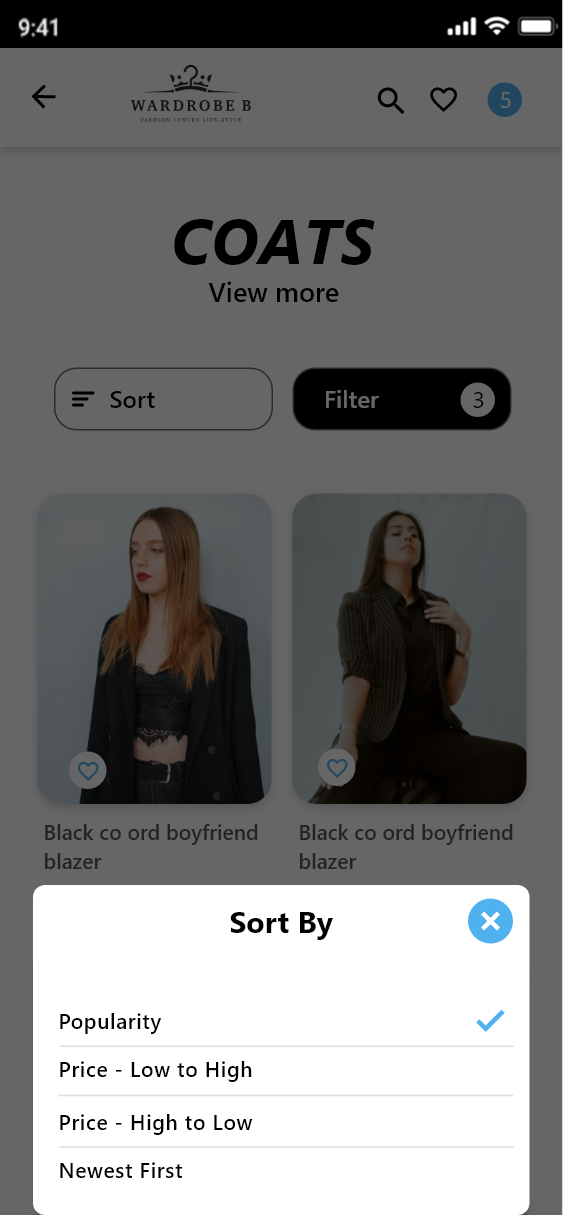 9:41
WARDROBE B
FASHION LUXURY LIFE-STYLE
5
COATS
View more
Sort
Filter
3
Black co ord boyfriend
blazer
Black co ord boyfriend
blazer
Sort By
Popularity
Price - Low to High
Price - High to Low
Newest First